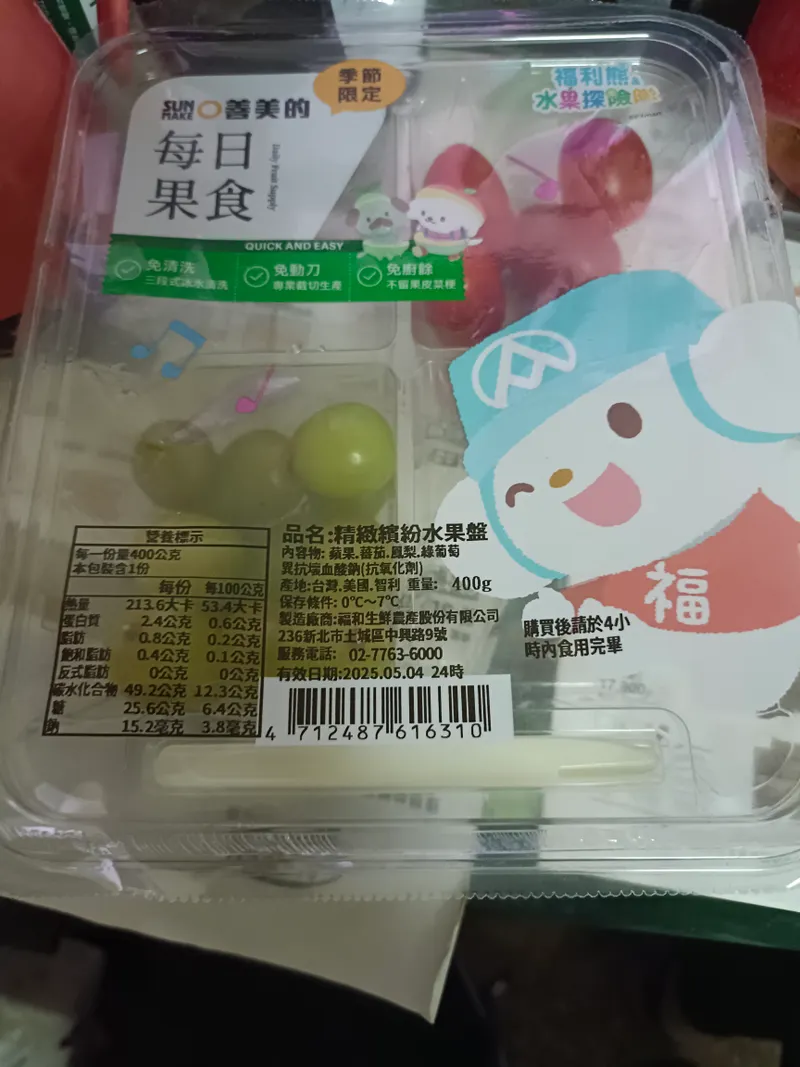 季節
限定
SUN MAKE 善美的
每日
果食
Daily Fruit Supply
福利熊&
水果探險
QUICK AND EASY
免清洗
三段式冰水清洗
免動刀
專業截切生產
免廚餘
不留果皮菜梗
福
營養標示
每一份量400公克
本包裝含1份
每份 每100公克
熱量 213.6大卡 53.4大卡
蛋白質 2.4公克 0.6公克
脂肪 0.8公克 0.2公克
飽和脂肪 0.4公克 0.1公克
反式脂肪 0公克 0公克
碳水化合物 49.2公克 12.3公克
糖 25.6公克 6.4公克
鈉 15.2毫克 3.8毫克
品名:精緻繽紛水果盤
內容物: 蘋果.蕃茄.鳳梨.綠葡萄
異抗壞血酸鈉(抗氧化劑)
產地:台灣.美國.智利 重量: 400g
保存條件: 0℃~7℃
製造廠商:福和生鮮農產股份有限公司
236新北市土城區中興路9號
服務電話: 02-7763-6000
有效日期:2025.05.04 24時
購買後請於4小
時內食用完畢
4 712487 616310